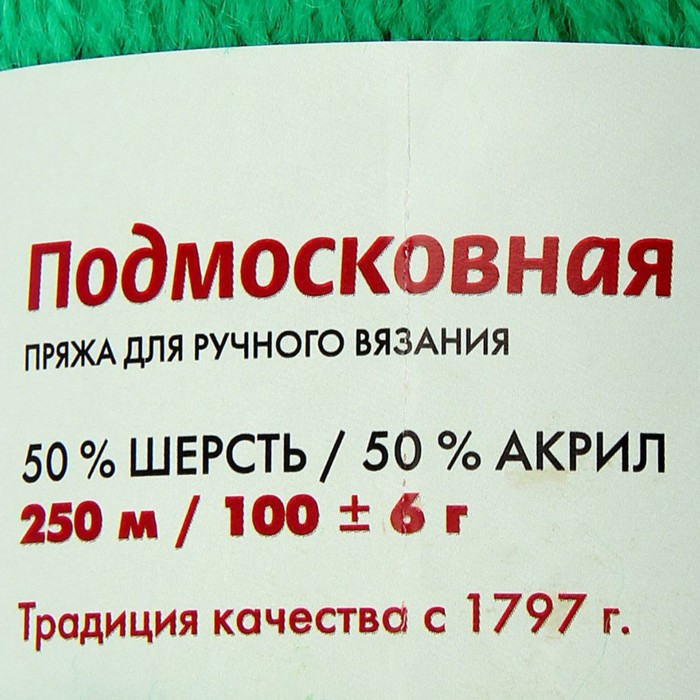 Подмосковная
ПРЯЖА ДЛЯ РУЧНОГО ВЯЗАНИЯ
50 % ШЕРСТЬ / 50 % АКРИЛ
250 м / 100 ± 6 г
Традиция качества с 1797 г.